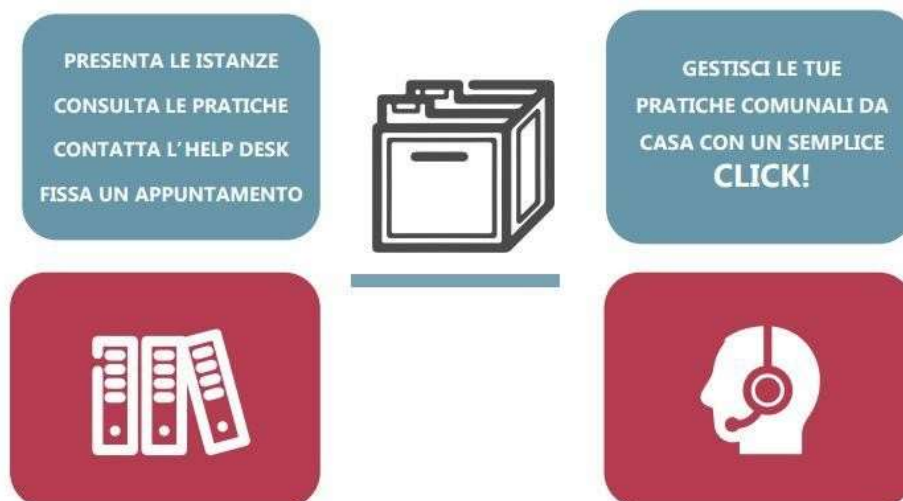 PRESENTA LE ISTANZE
CONSULTA LE PRATICHE
CONTATTA L'HELP DESK
FISSA UN APPUNTAMENTO
GESTISCI LE TUE
PRATICHE COMUNALI DA
CASA CON UN SEMPLICE
CLICK!